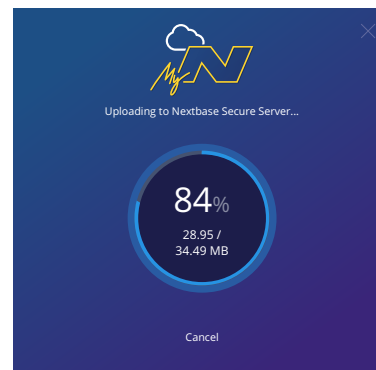 My N
Uploading to Nextbase Secure Server...
84%
28.95 /
34.49 MB
Cancel